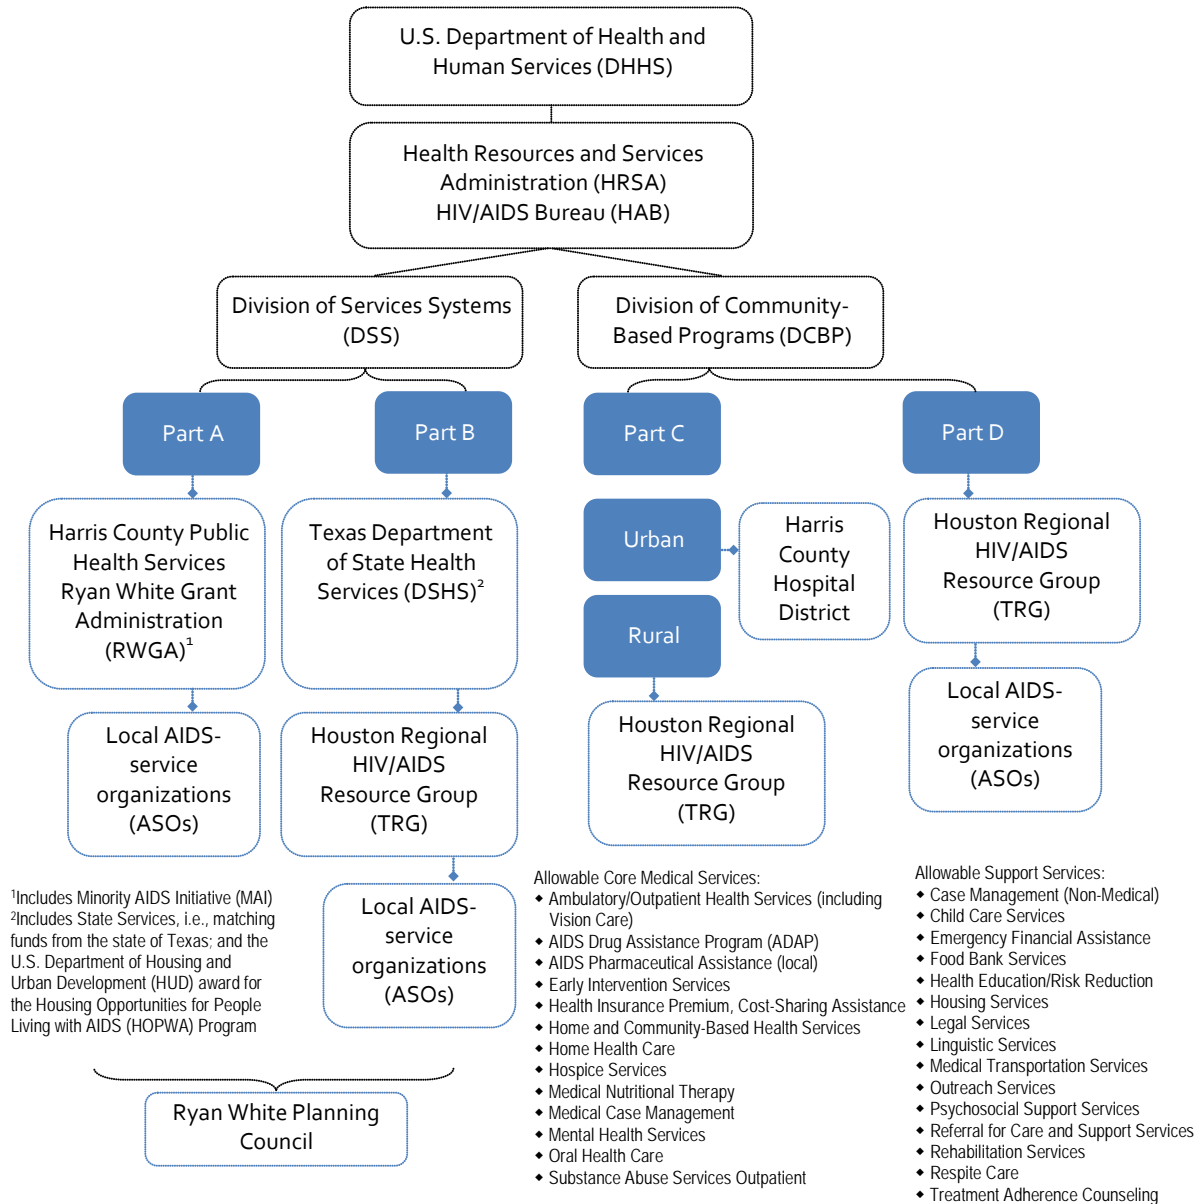 U.S. Department of Health and
Human Services (DHHS)
Health Resources and Services
Administration (HRSA)
HIV/AIDS Bureau (HAB)
Division of Services Systems
(DSS)
Division of Community-
Based Programs (DCBP)
Part A
Part B
Part C
Part D
Harris County Public
Health Services
Ryan White Grant
Administration
(RWGA)¹
Texas Department
of State Health
Services (DSHS)²
Urban
Harris
County
Hospital
District
Rural
Houston Regional
HIV/AIDS
Resource Group
(TRG)
Local AIDS-
service
organizations
(ASOs)
Houston Regional
HIV/AIDS
Resource Group
(TRG)
Houston Regional
HIV/AIDS
Resource Group
(TRG)
Local AIDS-
service
organizations
(ASOs)
Local AIDS-
service
organizations
(ASOs)
¹Includes Minority AIDS Initiative (MAI)
²Includes State Services, i.e., matching
funds from the state of Texas; and the
U.S. Department of Housing and
Urban Development (HUD) award for
the Housing Opportunities for People
Living with AIDS (HOPWA) Program
Ryan White Planning
Council
Allowable Core Medical Services:
◆ Ambulatory/Outpatient Health Services (including
Vision Care)
◆ AIDS Drug Assistance Program (ADAP)
◆ AIDS Pharmaceutical Assistance (local)
◆ Early Intervention Services
◆ Health Insurance Premium, Cost-Sharing Assistance
◆ Home and Community-Based Health Services
◆ Home Health Care
◆ Hospice Services
◆ Medical Nutritional Therapy
◆ Medical Case Management
◆ Mental Health Services
◆ Oral Health Care
◆ Substance Abuse Services Outpatient
Allowable Support Services:
◆ Case Management (Non-Medical)
◆ Child Care Services
◆ Emergency Financial Assistance
◆ Food Bank Services
◆ Health Education/Risk Reduction
◆ Housing Services
◆ Legal Services
◆ Linguistic Services
◆ Medical Transportation Services
◆ Outreach Services
◆ Psychosocial Support Services
◆ Referral for Care and Support Services
◆ Rehabilitation Services
◆ Respite Care
◆ Treatment Adherence Counseling